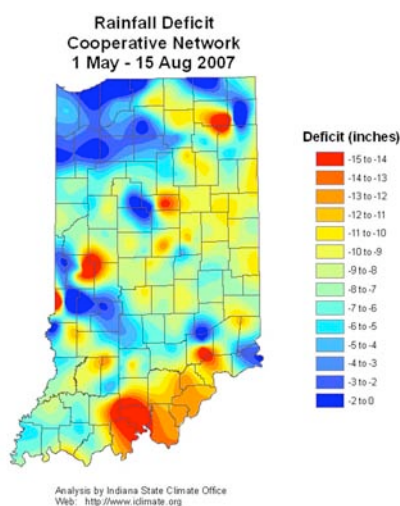 Rainfall Deficit
Cooperative Network
1 May - 15 Aug 2007
Deficit (inches)
-15 to -14
-14 to -13
-13 to -12
-12 to -11
-11 to -10
-10 to -9
-9 to -8
-8 to -7
-7 to -6
-6 to -5
-5 to -4
-4 to -3
-3 to -2
-2 to 0
Analysis by Indiana State Climate Office
Web: http://www.iclimate.org